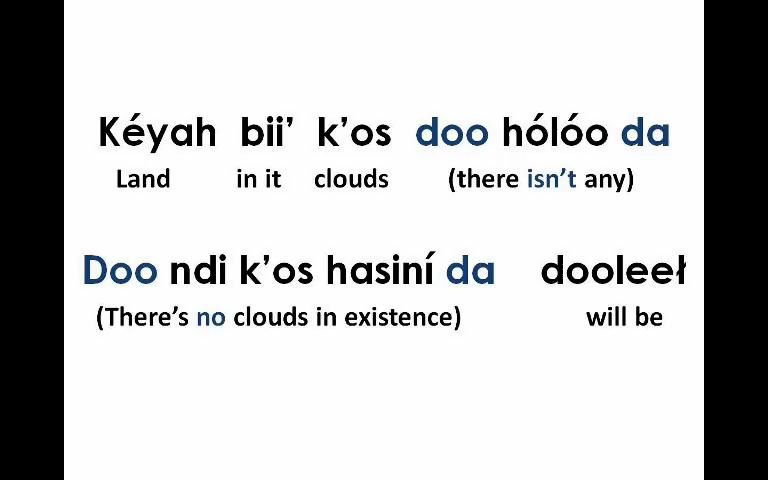 Kéyah bii’ k’os doo hólóo da
Land in it clouds (there isn’t any)
Doo ndi k’os hasiní da dooleeł
(There’s no clouds in existence) will be